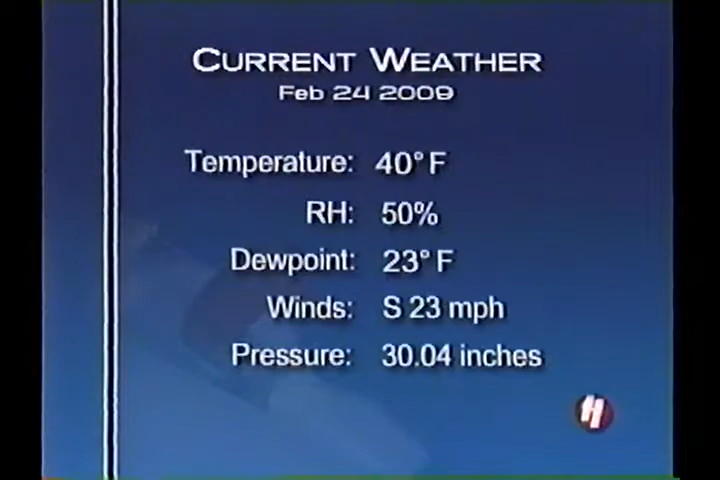 CURRENT WEATHER
Feb 24 2009
Temperature: 40° F
RH: 50%
Dewpoint: 23° F
Winds: S 23 mph
Pressure: 30.04 inches
H